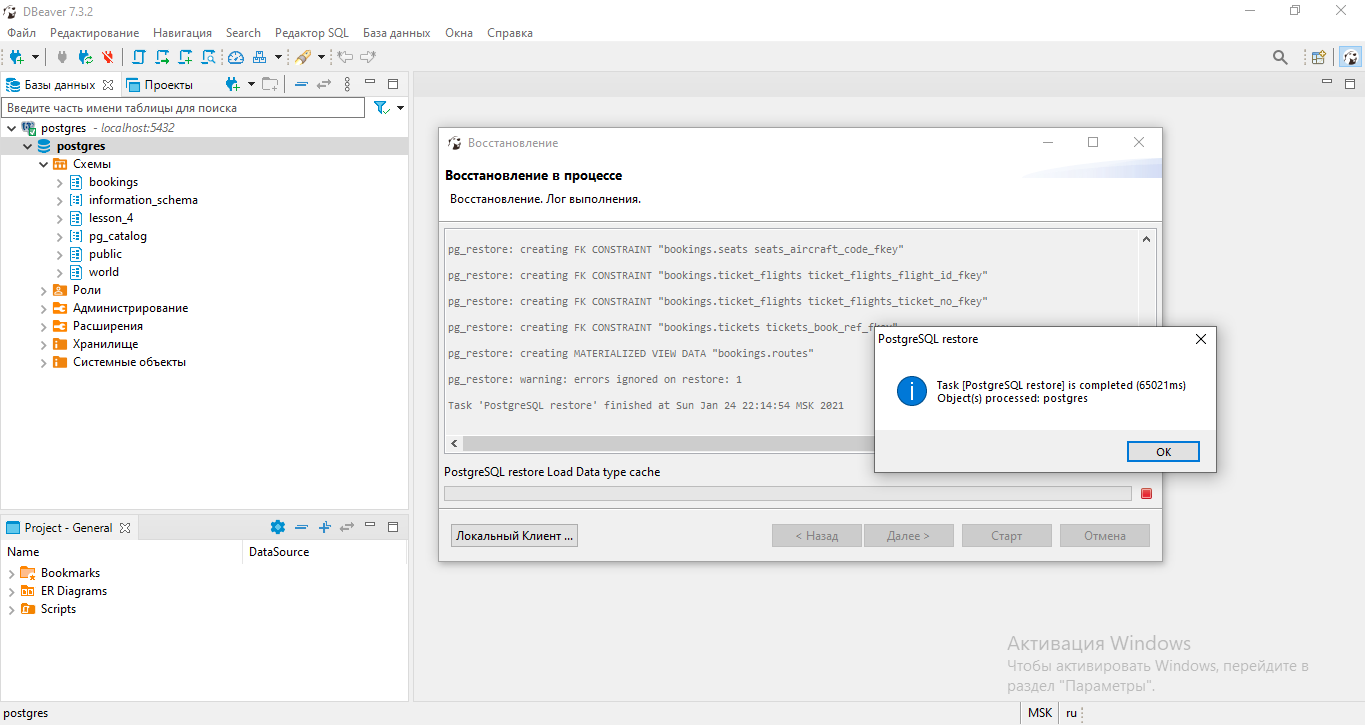 DBeaver 7.3.2
Файл Редактирование Навигация Search Редактор SQL База данных Окна Справка
Базы данных Проекты
Введите часть имени таблицы для поиска
postgres - localhost:5432
postgres
Схемы
bookings
information_schema
lesson_4
pg_catalog
public
world
Роли
Администрирование
Расширения
Хранилище
Системные объекты
Восстановление
Восстановление в процессе
Восстановление. Лог выполнения.
pg_restore: creating FK CONSTRAINT "bookings.seats seats_aircraft_code_fkey"
pg_restore: creating FK CONSTRAINT "bookings.ticket_flights ticket_flights_flight_id_fkey"
pg_restore: creating FK CONSTRAINT "bookings.ticket_flights ticket_flights_ticket_no_fkey"
pg_restore: creating FK CONSTRAINT "bookings.tickets tickets_book_ref_fkey"
pg_restore: creating MATERIALIZED VIEW DATA "bookings.routes"
pg_restore: warning: errors ignored on restore: 1
Task 'PostgreSQL restore' finished at Sun Jan 24 22:14:54 MSK 2021
PostgreSQL restore
Task [PostgreSQL restore] is completed (65021ms)
Object(s) processed: postgres
OK
PostgreSQL restore Load Data type cache
Локальный Клиент ... < Назад Далее > Старт Отмена
Project - General
Name DataSource
Bookmarks
ER Diagrams
Scripts
Активация Windows
Чтобы активировать Windows, перейдите в
раздел "Параметры".
postgres MSK ru